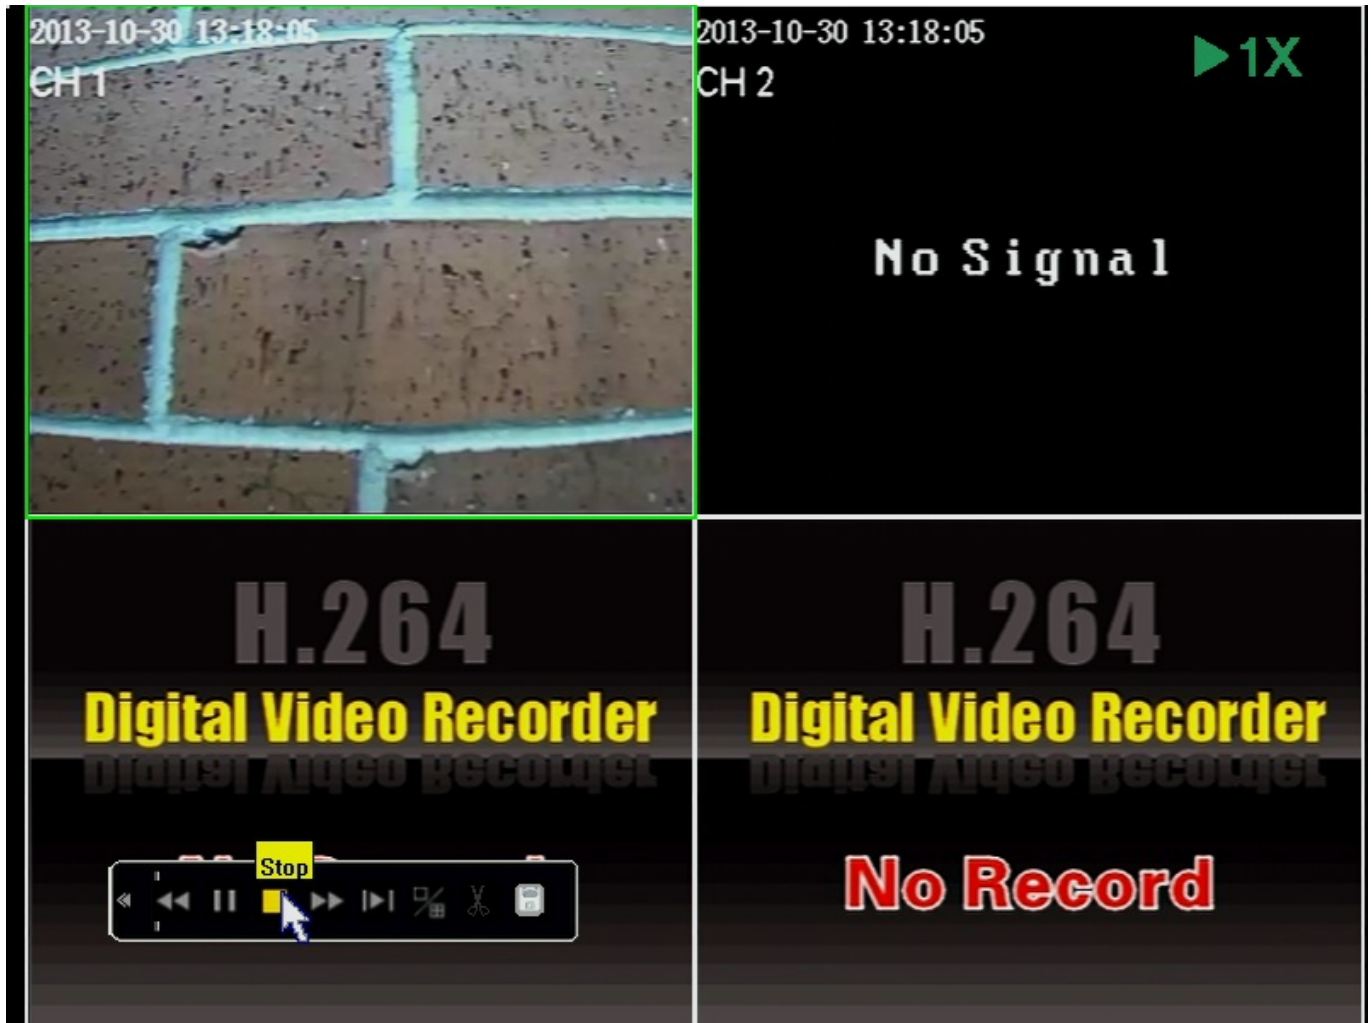 2013-10-30 13:18:05
CH 1
2013-10-30 13:18:05
CH 2
1X
No Signal
H.264
Digital Video Recorder
Stop
H.264
Digital Video Recorder
No Record